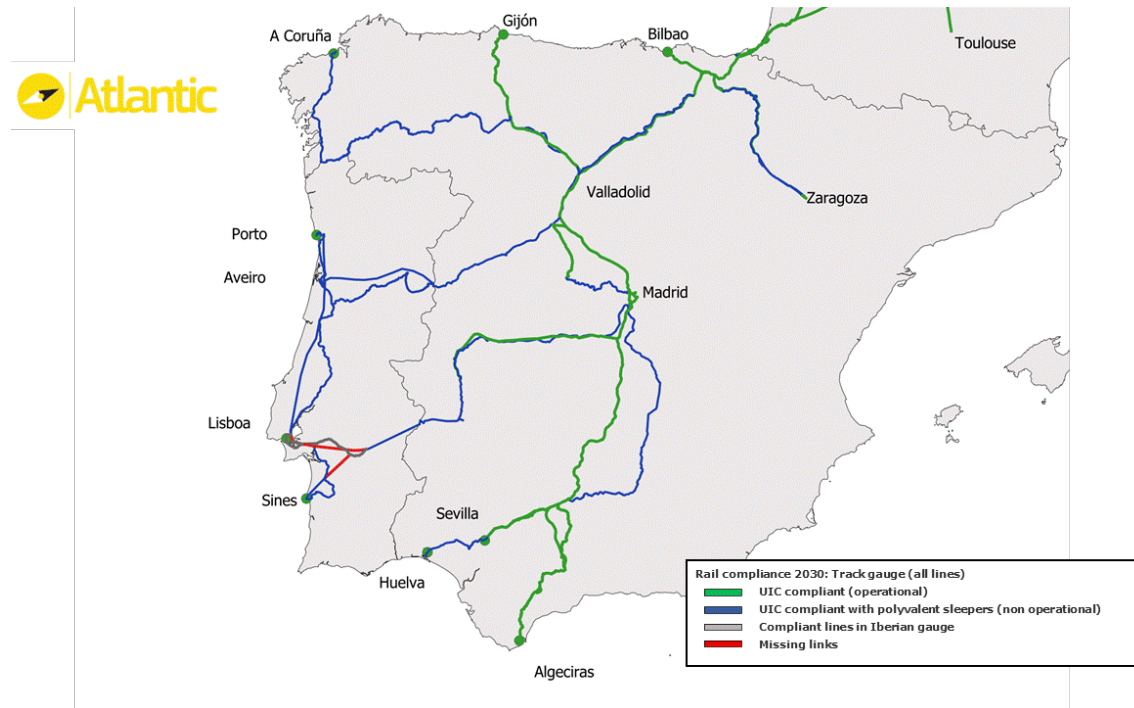 Gijón
A Coruña
Bilbao
Toulouse
Atlantic
Valladolid
Zaragoza
Porto
Aveiro
Madrid
Lisboa
Sines
Sevilla
Huelva
Algeciras
Rail compliance 2030: Track gauge (all lines)
UIC compliant (operational)
UIC compliant with polyvalent sleepers (non operational)
Compliant lines in Iberian gauge
Missing links